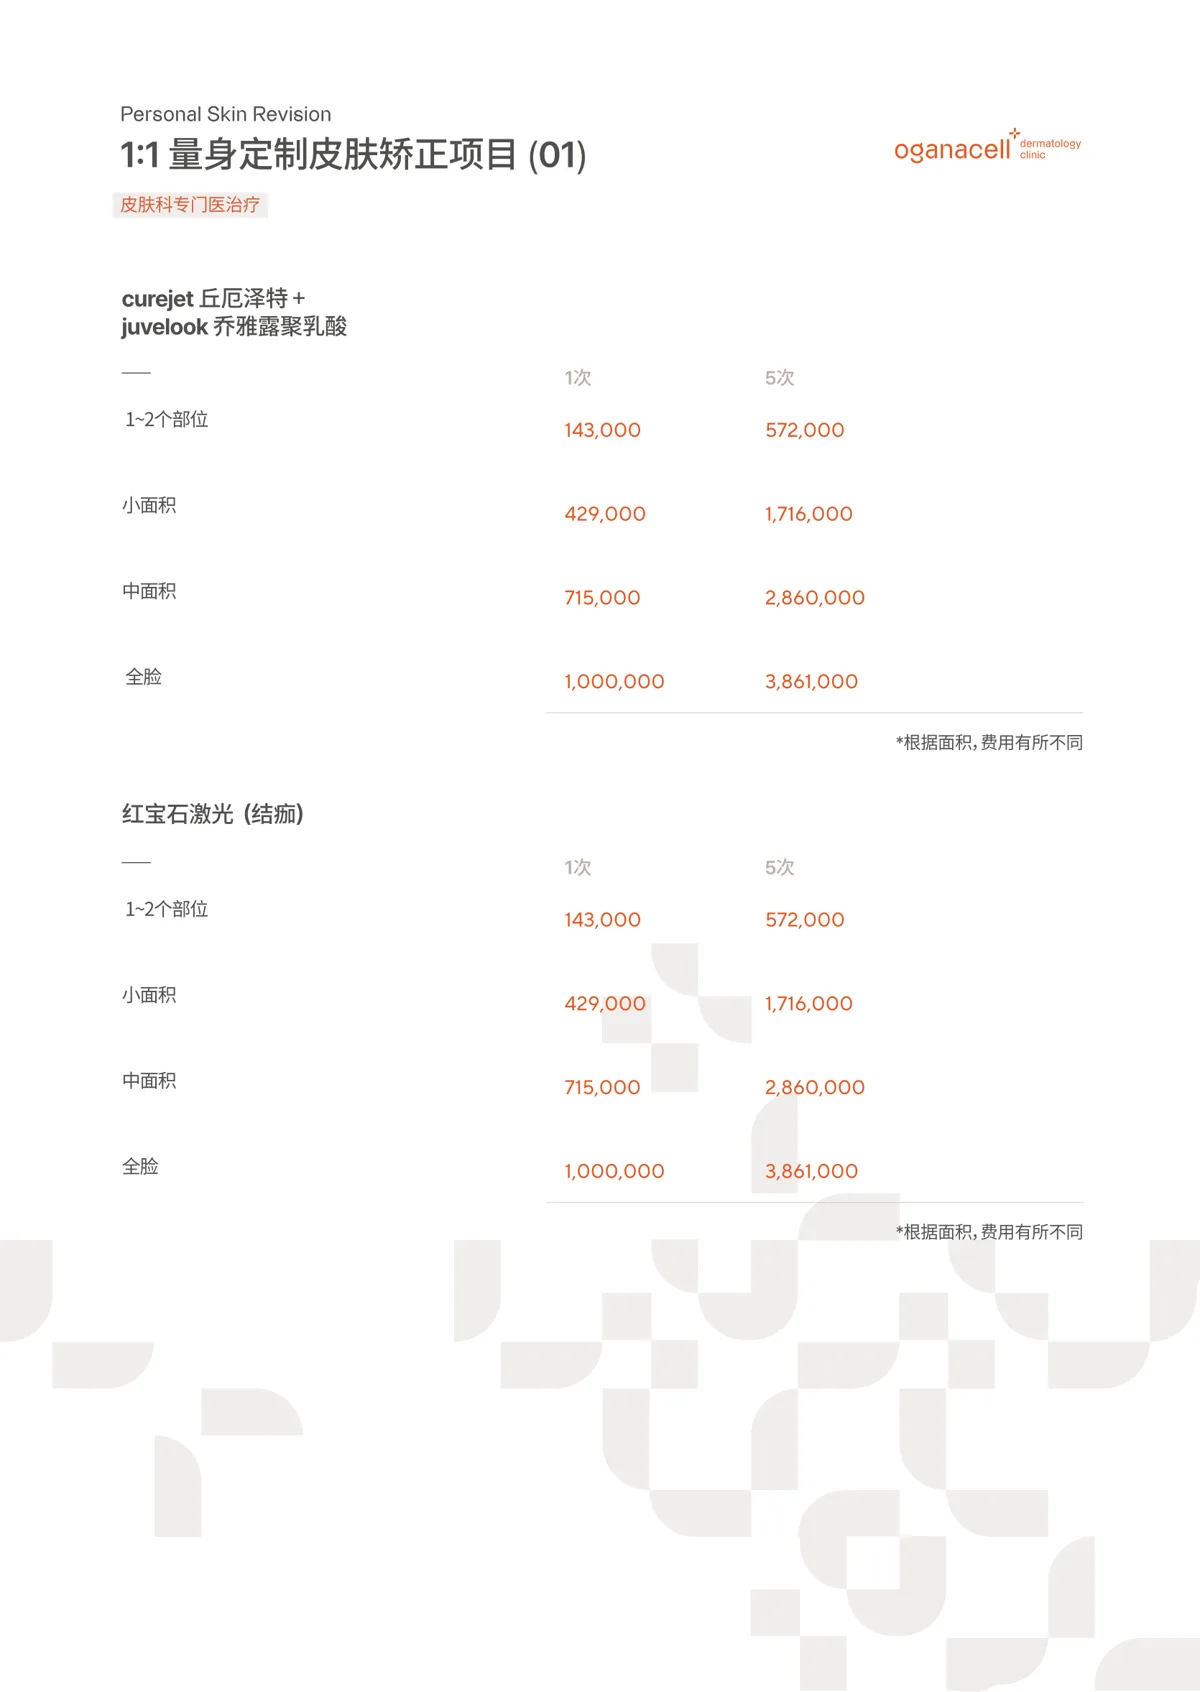 Personal Skin Revision
1:1 量身定制皮肤矫正项目 (01)
oganacell dermatology clinic
皮肤科专门医治疗
curejet 丘厄泽特 +
juvelook 乔雅露聚乳酸
1次 5次
1~2个部位 143,000 572,000
小面积 429,000 1,716,000
中面积 715,000 2,860,000
全脸 1,000,000 3,861,000
*根据面积, 费用有所不同
红宝石激光 (结痂)
1次 5次
1~2个部位 143,000 572,000
小面积 429,000 1,716,000
中面积 715,000 2,860,000
全脸 1,000,000 3,861,000
*根据面积, 费用有所不同